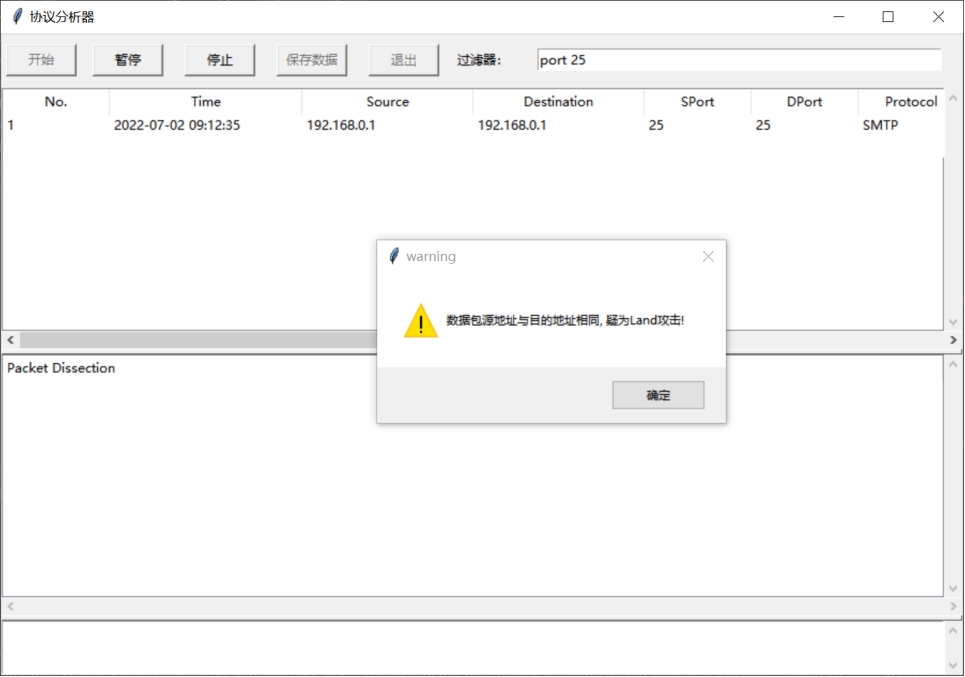 协议分析器
开始 暂停 停止 保存数据 退出 过滤器: port 25
No. Time Source Destination SPort DPort Protocol
1 2022-07-02 09:12:35 192.168.0.1 192.168.0.1 25 25 SMTP
warning
数据包源地址与目的地址相同, 疑为Land攻击!
确定
Packet Dissection